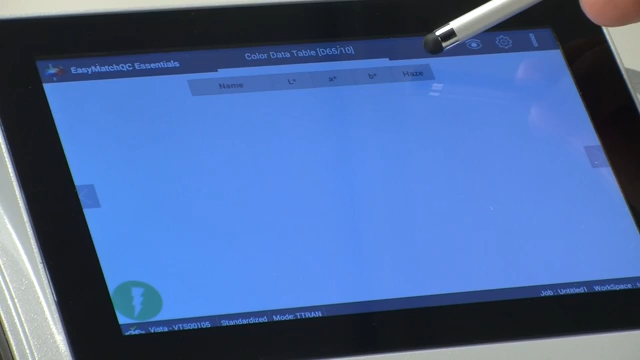 EasyMatchQC Essentials
Color Data Table [D65/10]
Name L* a* b* Haze
Vista - VTS00105 Standardized Mode: TTRAN
Job : Untitled1 WorkSpace